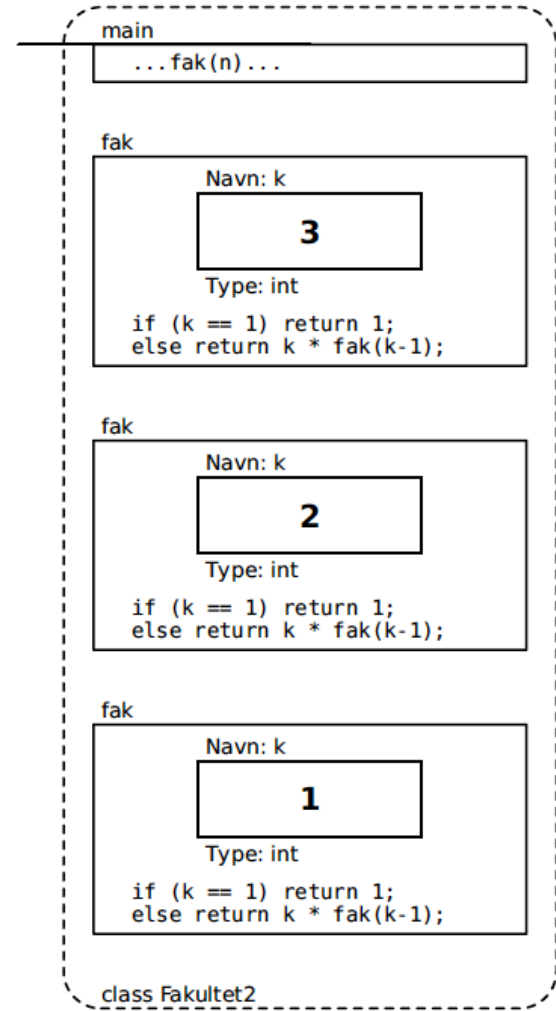 main
...fak(n)...
fak
Navn: k
3
Type: int
if (k == 1) return 1;
else return k * fak(k-1);
fak
Navn: k
2
Type: int
if (k == 1) return 1;
else return k * fak(k-1);
fak
Navn: k
1
Type: int
if (k == 1) return 1;
else return k * fak(k-1);
class Fakultet2